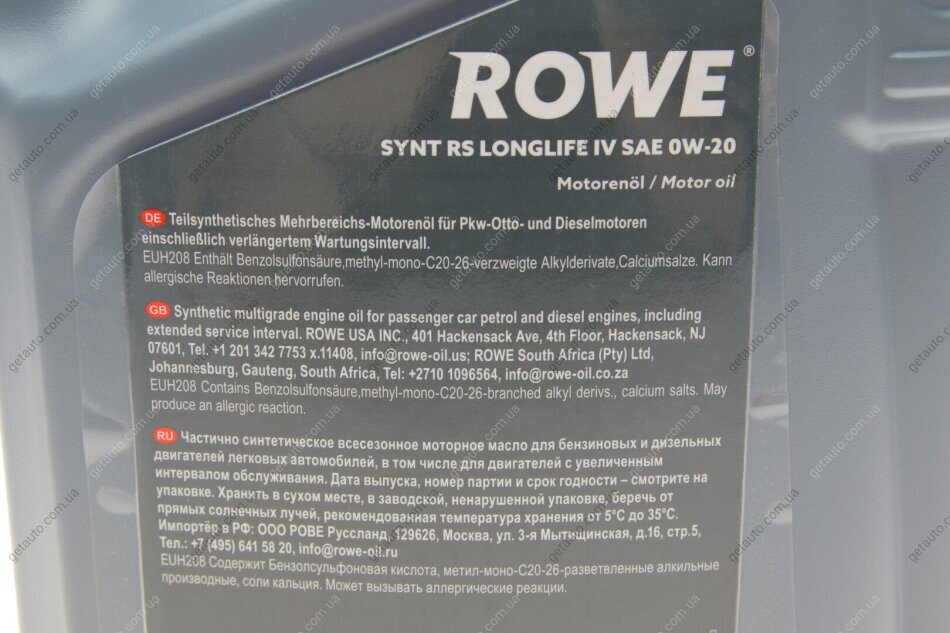 ROWE®
SYNT RS LONGLIFE IV SAE 0W-20
Motorenöl / Motor oil
DE Teilsynthetisches Mehrbereichs-Motorenöl für Pkw-Otto- und Dieselmotoren
einschließlich verlängertem Wartungsintervall.
EUH208 Enthält Benzolsulfonsäure,methyl-mono-C20-26-verzweigte Alkylderivate,Calciumsalze. Kann
allergische Reaktionen hervorrufen.
GB Synthetic multigrade engine oil for passenger car petrol and diesel engines, including
extended service interval. ROWE USA INC., 401 Hackensack Ave, 4th Floor, Hackensack, NJ
07601, Tel. +1 201 342 7753 x.11408, info@rowe-oil.us; ROWE South Africa (Pty) Ltd,
Johannesburg, Gauteng, South Africa, Tel: +2710 1096564, info@rowe-oil.co.za
EUH208 Contains Benzolsulfonsäure,methyl-mono-C20-26-branched alkyl derivs., calcium salts. May
produce an allergic reaction.
RU Частично синтетическое всесезонное моторное масло для бензиновых и дизельных
двигателей легковых автомобилей, в том числе для двигателей с увеличенным
интервалом обслуживания. Дата выпуска, номер партии и срок годности – смотрите на
упаковке. Хранить в сухом месте, в заводской, ненарушенной упаковке, беречь от
прямых солнечных лучей, рекомендованная температура хранения от 5°C до 35°C.
Импортёр в РФ: ООО РОВЕ Руссланд, 129626, Москва, ул. 3-я Мытищинская, д.16, стр.5,
Тел.: +7(495) 641 58 20, info@rowe-oil.ru
EUH208 Содержит Бензолсульфоновая кислота, метил-моно-C20-26-разветвленные алкильные
производные, соли кальция. Может вызывать аллергические реакции.
getauto.com.ua